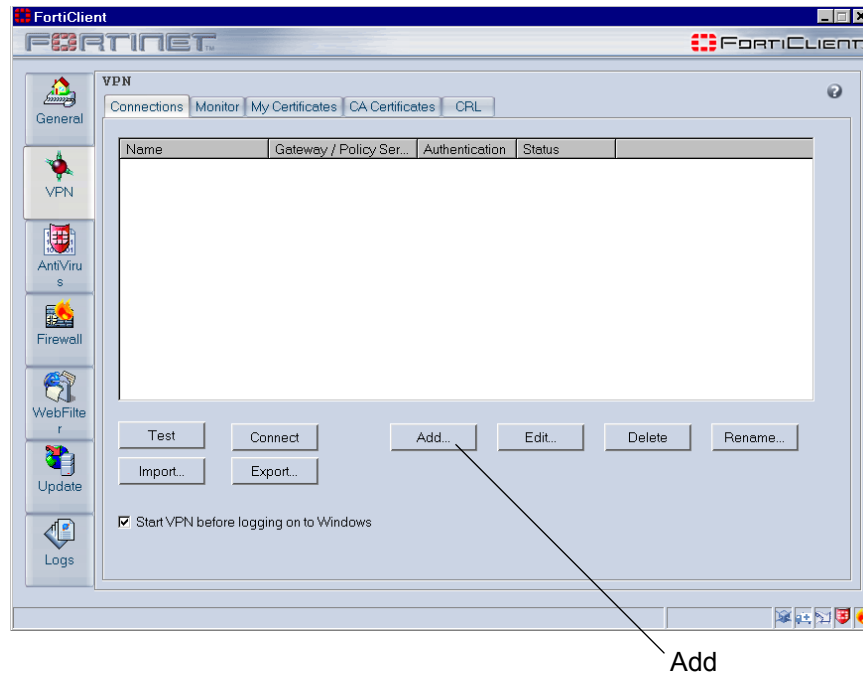 FortiClient
FORTINET.
FORTICLIENT
General
VPN
AntiViru
s
Firewall
WebFilte
r
Update
Logs
VPN
Connections Monitor My Certificates CA Certificates CRL
Name Gateway / Policy Ser... Authentication Status
Test Connect Add... Edit... Delete Rename...
Import... Export...
Start VPN before logging on to Windows
Add